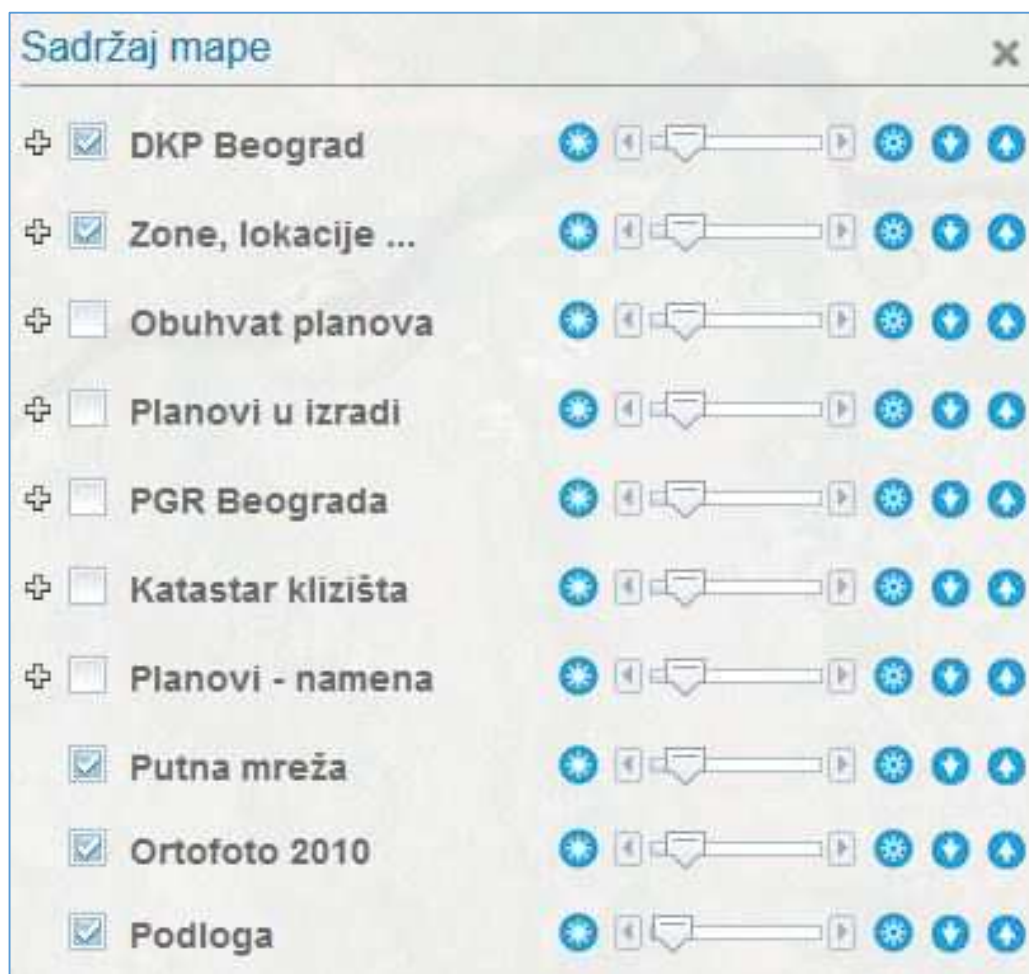 Sadržaj mape
DKP Beograd
Zone, lokacije ...
Obuhvat planova
Planovi u izradi
PGR Beograda
Katastar klizišta
Planovi - namena
Putna mreža
Ortofoto 2010
Podloga